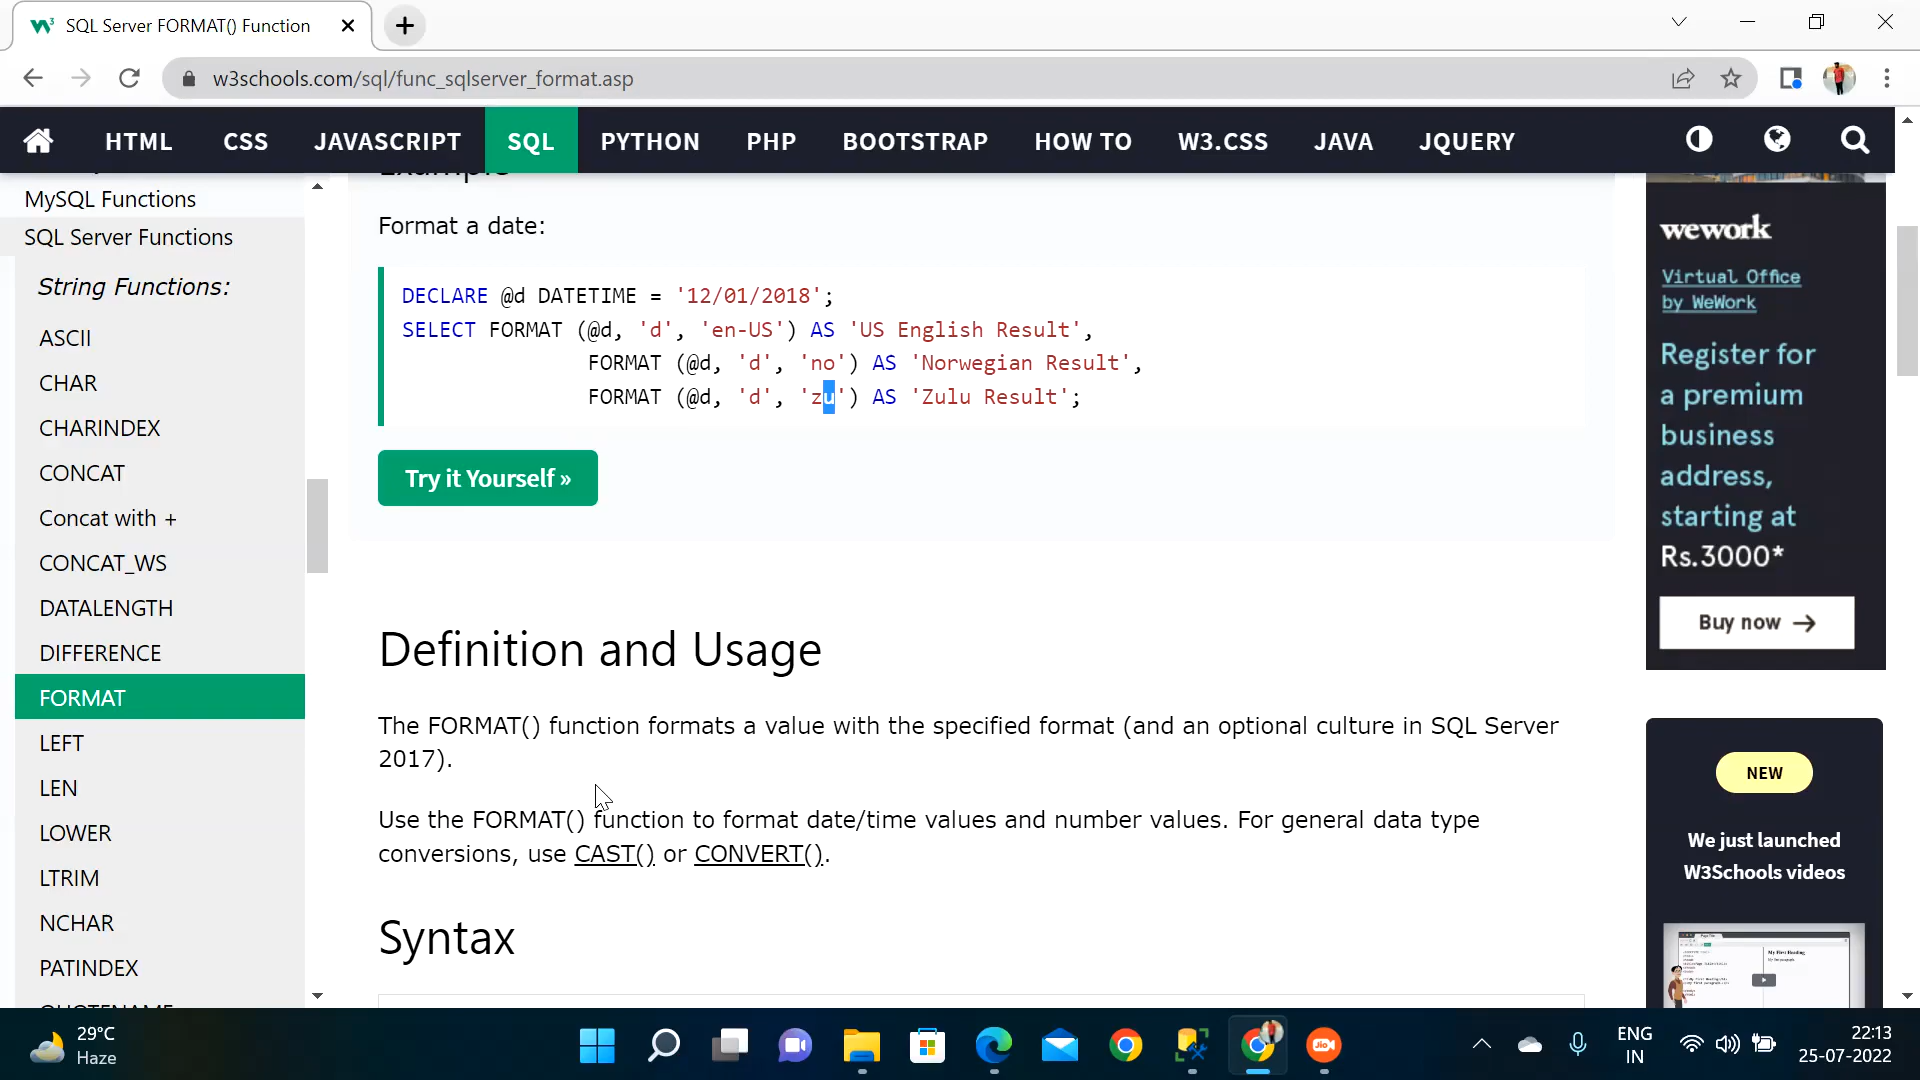 SQL Server FORMAT() Function
w3schools.com/sql/func_sqlserver_format.asp
HTML CSS JAVASCRIPT SQL PYTHON PHP BOOTSTRAP HOW TO W3.CSS JAVA JQUERY
MySQL Functions
SQL Server Functions
String Functions:
ASCII
CHAR
CHARINDEX
CONCAT
Concat with +
CONCAT_WS
DATALENGTH
DIFFERENCE
FORMAT
LEFT
LEN
LOWER
LTRIM
NCHAR
PATINDEX
QUOTENAME
Example
Format a date:
DECLARE @d DATETIME = '12/01/2018';
SELECT FORMAT (@d, 'd', 'en-US') AS 'US English Result',
FORMAT (@d, 'd', 'no') AS 'Norwegian Result',
FORMAT (@d, 'd', 'zu') AS 'Zulu Result';
Try it Yourself »
Definition and Usage
The FORMAT() function formats a value with the specified format (and an optional culture in SQL Server
2017).
Use the FORMAT() function to format date/time values and number values. For general data type
conversions, use CAST() or CONVERT().
Syntax
wework
Virtual Office
by WeWork
Register for
a premium
business
address,
starting at
Rs.3000*
Buy now →
NEW
We just launched
W3Schools videos
29°C
Haze
Jio
ENG
IN
22:13
25-07-2022